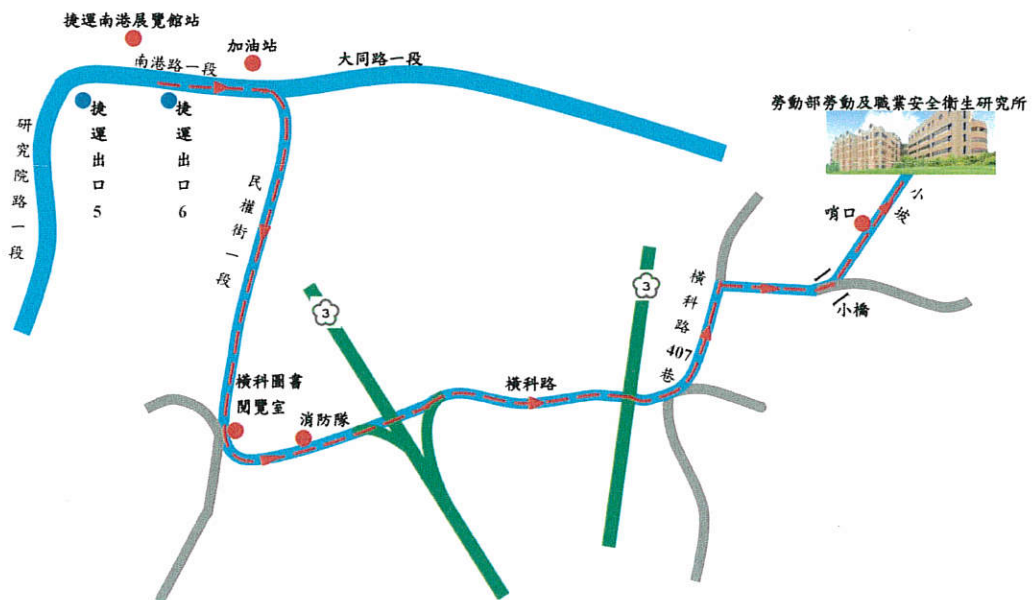 捷運南港展覽館站
加油站
南港路一段
大同路一段
捷運出口5
捷運出口6
研究院路一段
勞動部勞動及職業安全衛生研究所
小坡
哨口
民權街一段
3
3
橫科路407巷
小橋
橫科圖書
閱覽室
消防隊
橫科路